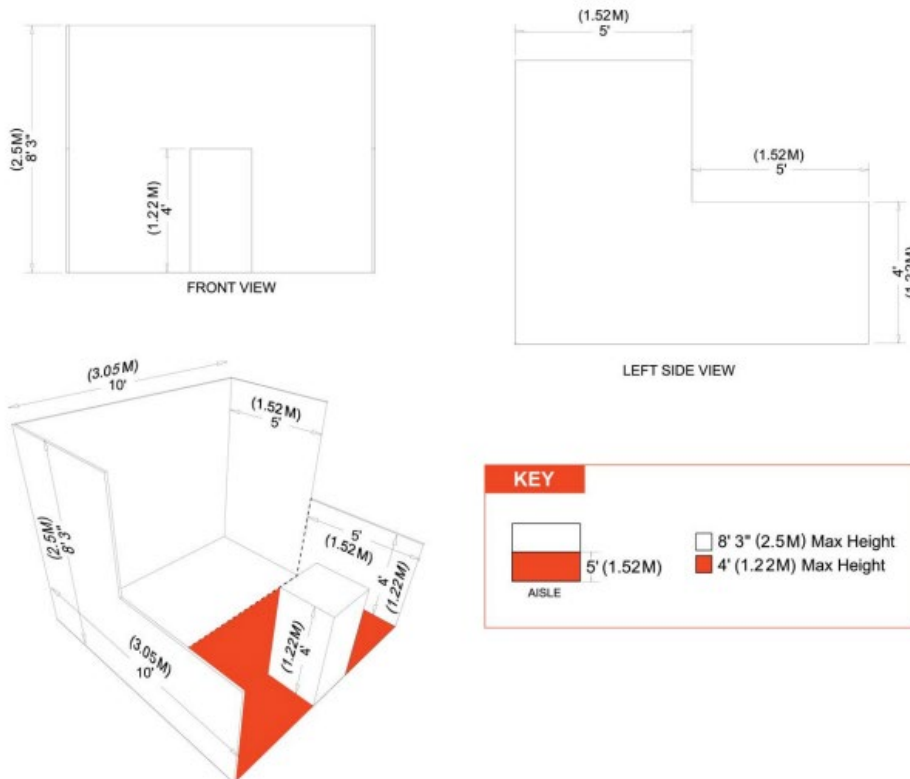 (2.5M)
8' 3"
(1.22M)
4'
FRONT VIEW
(1.52M)
5'
(1.52M)
5'
4'
(1.22M)
LEFT SIDE VIEW
(3.05M)
10'
(1.52M)
5'
(2.5M)
8' 3"
5'
(1.52M)
4'
(1.22M)
(1.22M)
4'
(3.05M)
10'
KEY
5' (1.52M)
AISLE
8' 3" (2.5M) Max Height
4' (1.22M) Max Height